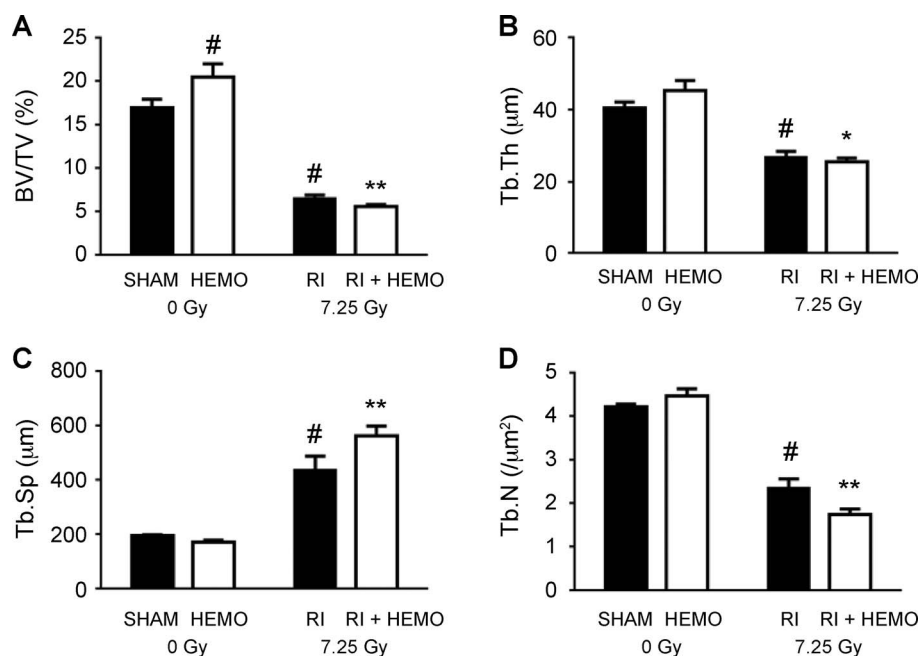 A
BV/TV (%)
25
20
15
10
5
0
#
#
**
SHAM HEMO RI RI + HEMO
0 Gy 7.25 Gy
B
Tb.Th (μm)
60
40
20
0
#
*
SHAM HEMO RI RI + HEMO
0 Gy 7.25 Gy
C
Tb.Sp (μm)
800
600
400
200
0
#
**
SHAM HEMO RI RI + HEMO
0 Gy 7.25 Gy
D
Tb.N (/μm²)
5
4
3
2
1
0
#
**
SHAM HEMO RI RI + HEMO
0 Gy 7.25 Gy